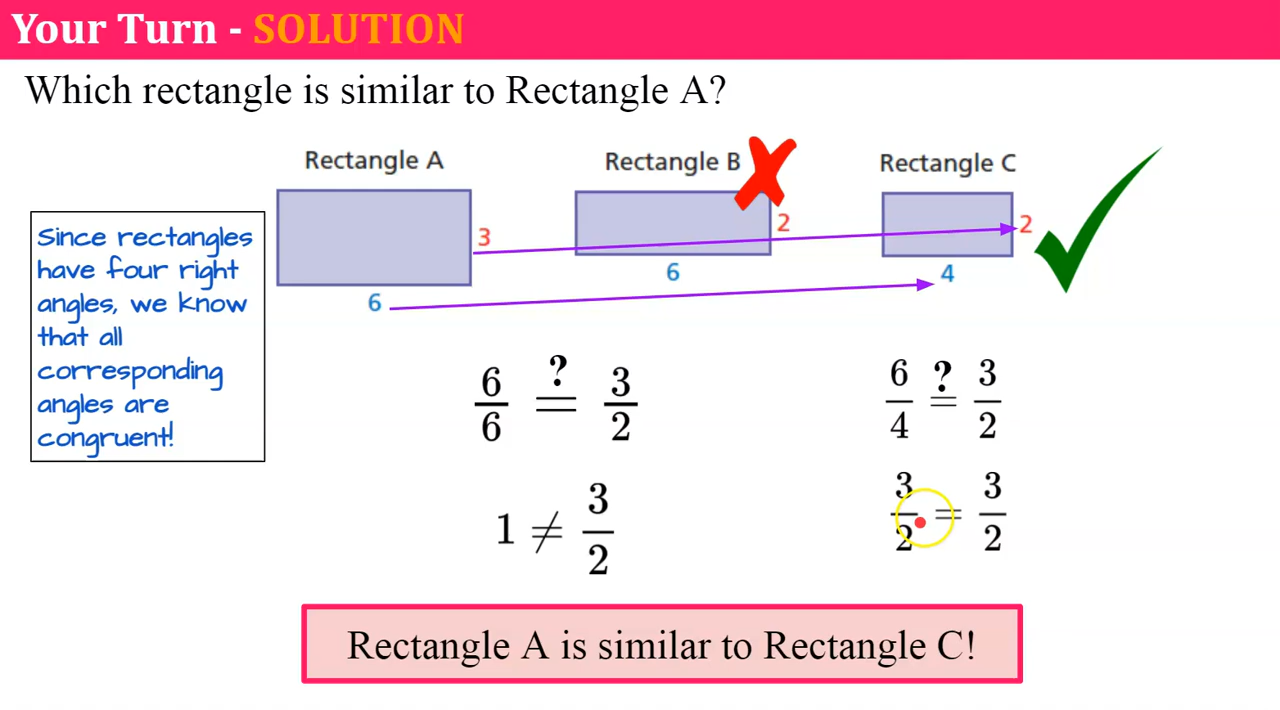 Your Turn - SOLUTION
Which rectangle is similar to Rectangle A?
Rectangle A
Rectangle B
Rectangle C
3
6
2
6
2
4
Since rectangles
have four right
angles, we know
that all
corresponding
angles are
congruent!
6/6 ≟ 3/2
1 ≠ 3/2
6/4 ≟ 3/2
3/2 = 3/2
Rectangle A is similar to Rectangle C!